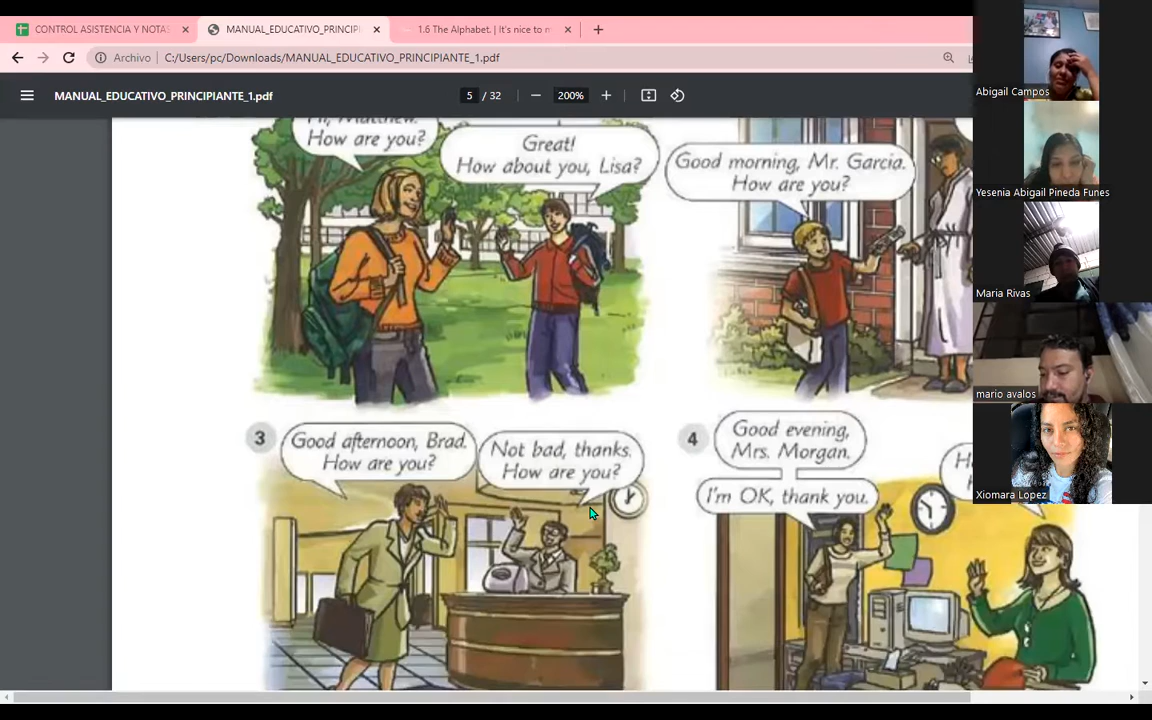 CONTROL ASISTENCIA Y NOTAS
MANUAL_EDUCATIVO_PRINCIPI
1.6 The Alphabet. | It's nice to m
Archivo
C:/Users/pc/Downloads/MANUAL_EDUCATIVO_PRINCIPIANTE_1.pdf
MANUAL_EDUCATIVO_PRINCIPIANTE_1.pdf
5 / 32
200%
Hi, Matthew.
How are you?
Great!
How about you, Lisa?
Good morning, Mr. Garcia.
How are you?
3
Good afternoon, Brad.
How are you?
Not bad, thanks.
How are you?
4
Good evening,
Mrs. Morgan.
I'm OK, thank you.
Abigail Campos
Yesenia Abigail Pineda Funes
Maria Rivas
mario avalos
Xiomara Lopez